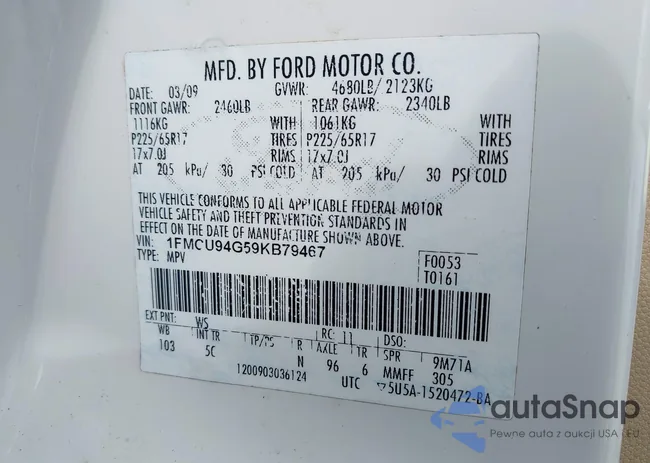 MFD. BY FORD MOTOR CO.
DATE: 03/09 GVWR: 4680LB/ 2123KG
FRONT GAWR: 2460LB REAR GAWR: 2340LB
1116KG WITH 1061KG WITH
P225/65R17 TIRES P225/65R17 TIRES
17x7.0J RIMS 17x7.0J RIMS
AT 205 kPa/ 30 PSI COLD AT 205 kPa/ 30 PSI COLD
THIS VEHICLE CONFORMS TO ALL APPLICABLE FEDERAL MOTOR
VEHICLE SAFETY AND THEFT PREVENTION STANDARDS IN
EFFECT ON THE DATE OF MANUFACTURE SHOWN ABOVE.
VIN: 1FMCU94G59KB79467 F0053
TYPE: MPV T0161
EXT PNT: WS RC: 11 DSO:
WB INT TR TP/PS R AXLE TR SPR 9M71A
103 5C N 96 6 MMFF 305
1200903036124 UTC ▽5U5A-1520472-BA
autaSnap
Pewne auta z aukcji USA i EU